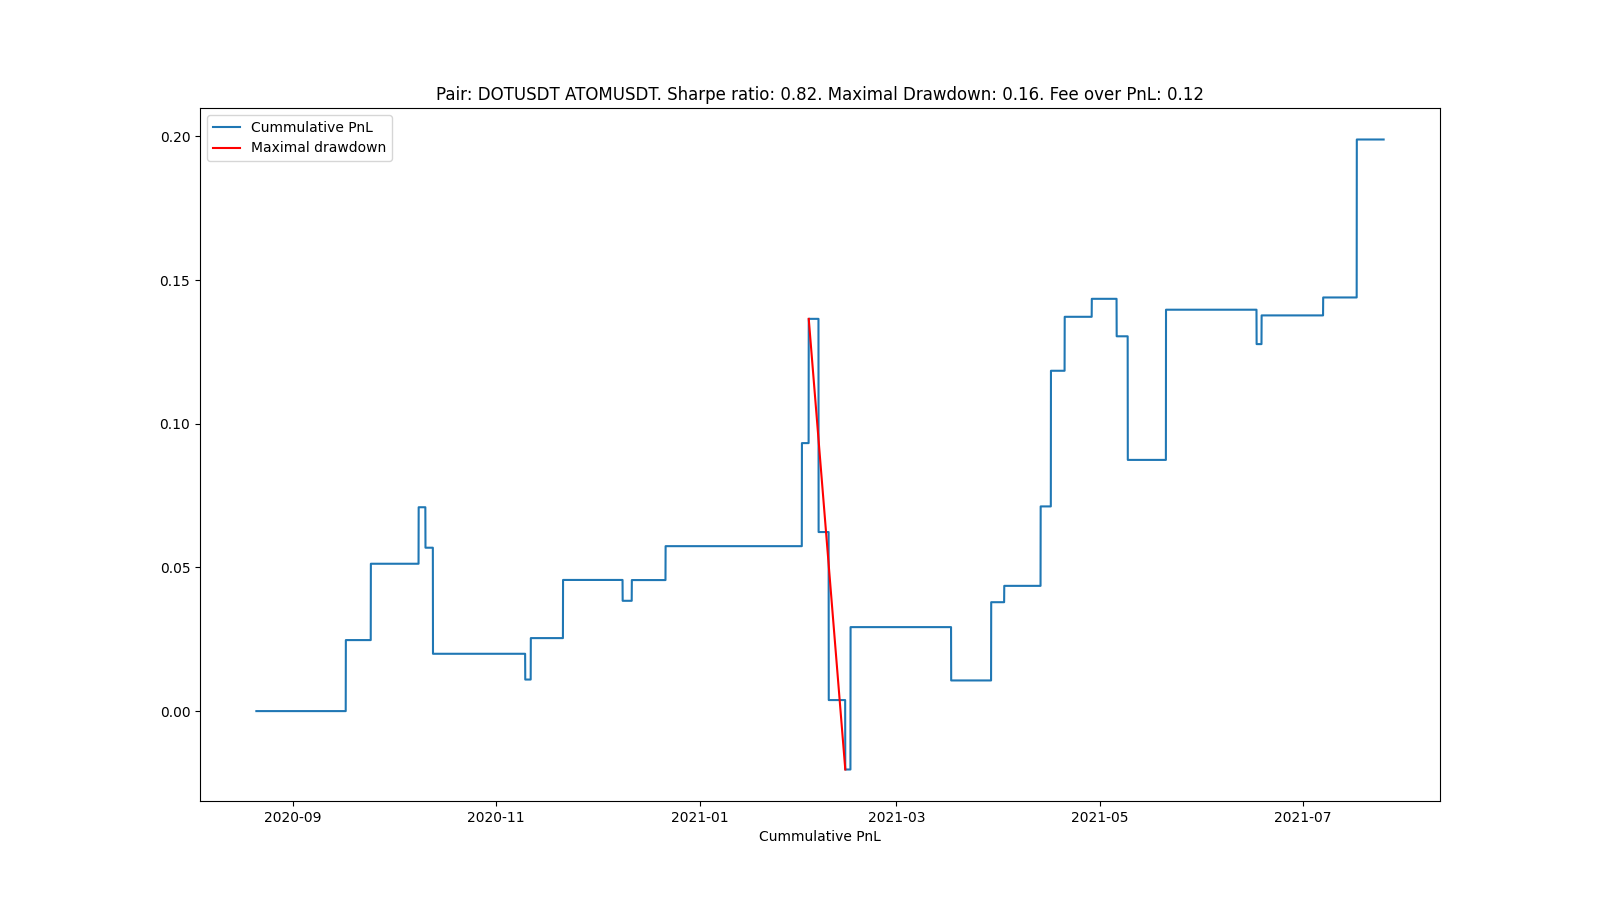 Pair: DOTUSDT ATOMUSDT. Sharpe ratio: 0.82. Maximal Drawdown: 0.16. Fee over PnL: 0.12
Cummulative PnL
Maximal drawdown
0.20
0.15
0.10
0.05
0.00
2020-09
2020-11
2021-01
2021-03
2021-05
2021-07
Cummulative PnL